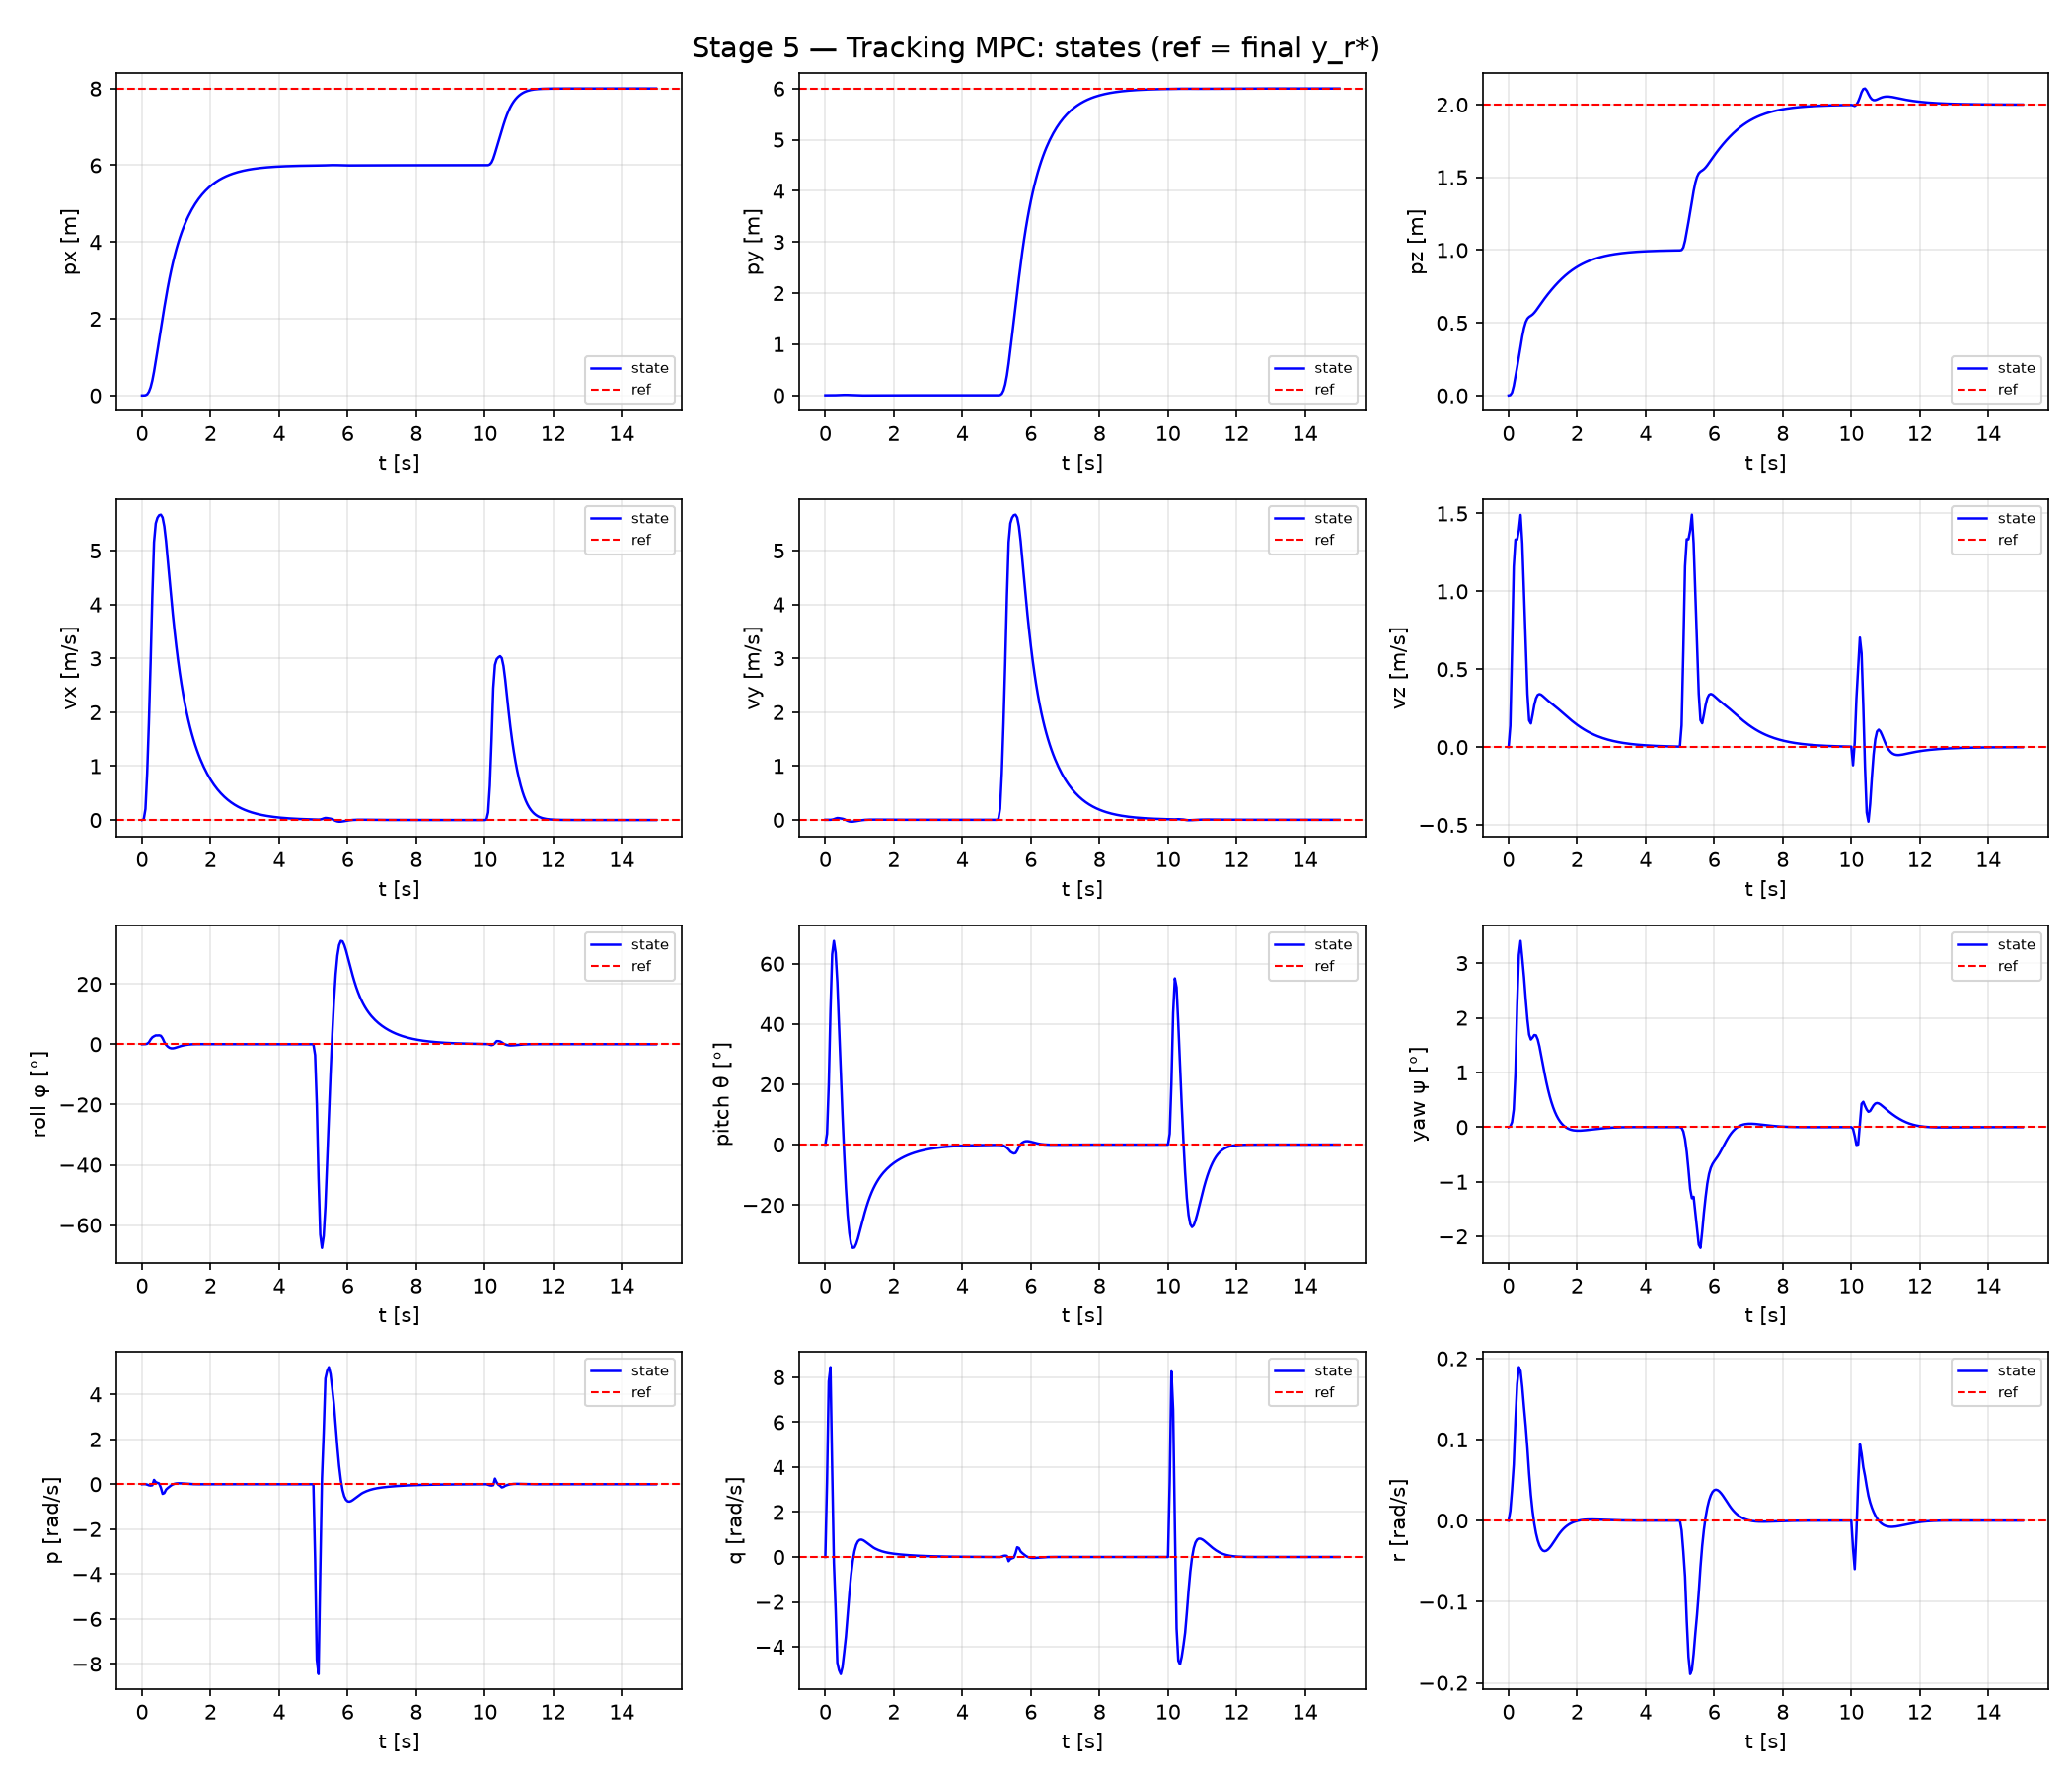 Stage 5 — Tracking MPC: states (ref = final y_r*)
px [m]
8
6
4
2
0
state
ref
0 2 4 6 8 10 12 14
t [s]
py [m]
6
5
4
3
2
1
0
state
ref
0 2 4 6 8 10 12 14
t [s]
pz [m]
2.0
1.5
1.0
0.5
0.0
state
ref
0 2 4 6 8 10 12 14
t [s]
vx [m/s]
5
4
3
2
1
0
state
ref
0 2 4 6 8 10 12 14
t [s]
vy [m/s]
5
4
3
2
1
0
state
ref
0 2 4 6 8 10 12 14
t [s]
vz [m/s]
1.5
1.0
0.5
0.0
−0.5
state
ref
0 2 4 6 8 10 12 14
t [s]
roll φ [°]
20
0
−20
−40
−60
state
ref
0 2 4 6 8 10 12 14
t [s]
pitch θ [°]
60
40
20
0
−20
state
ref
0 2 4 6 8 10 12 14
t [s]
yaw ψ [°]
3
2
1
0
−1
−2
state
ref
0 2 4 6 8 10 12 14
t [s]
p [rad/s]
4
2
0
−2
−4
−6
−8
state
ref
0 2 4 6 8 10 12 14
t [s]
q [rad/s]
8
6
4
2
0
−2
−4
state
ref
0 2 4 6 8 10 12 14
t [s]
r [rad/s]
0.2
0.1
0.0
−0.1
−0.2
state
ref
0 2 4 6 8 10 12 14
t [s]